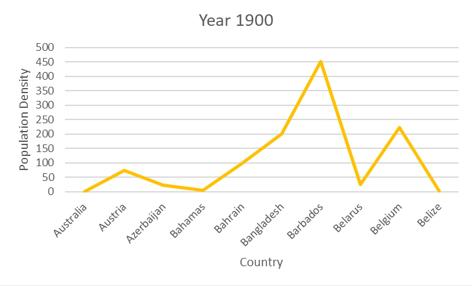 Year 1900
Population Density
500
450
400
350
300
250
200
150
100
50
0
Australia
Austria
Azerbaijan
Bahamas
Bahrain
Bangladesh
Barbados
Belarus
Belgium
Belize
Country